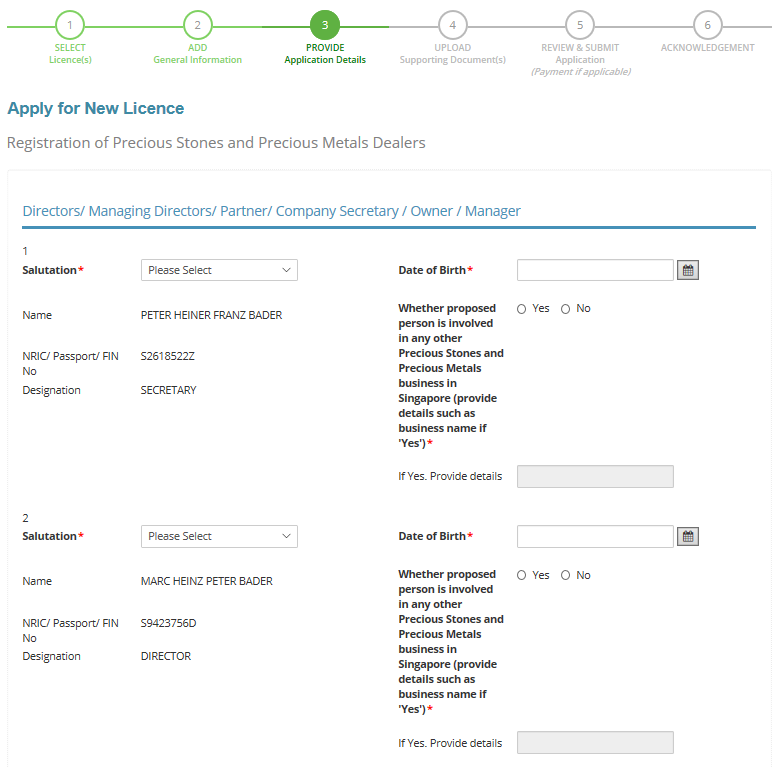 1 2 3 4 5 6
SELECT ADD PROVIDE UPLOAD REVIEW & SUBMIT ACKNOWLEDGEMENT
Licence(s) General Information Application Details Supporting Document(s) Application
(Payment if applicable)
Apply for New Licence
Registration of Precious Stones and Precious Metals Dealers
Directors/ Managing Directors/ Partner/ Company Secretary / Owner / Manager
1
Salutation* Please Select Date of Birth*
Name PETER HEINER FRANZ BADER
Whether proposed Yes No
person is involved
in any other
Precious Stones and
Precious Metals
business in
Singapore (provide
details such as
business name if
'Yes')*
NRIC/ Passport/ FIN S2618522Z
No
Designation SECRETARY
If Yes. Provide details
2
Salutation* Please Select Date of Birth*
Name MARC HEINZ PETER BADER
Whether proposed Yes No
person is involved
in any other
Precious Stones and
Precious Metals
business in
Singapore (provide
details such as
business name if
'Yes')*
NRIC/ Passport/ FIN S9423756D
No
Designation DIRECTOR
If Yes. Provide details